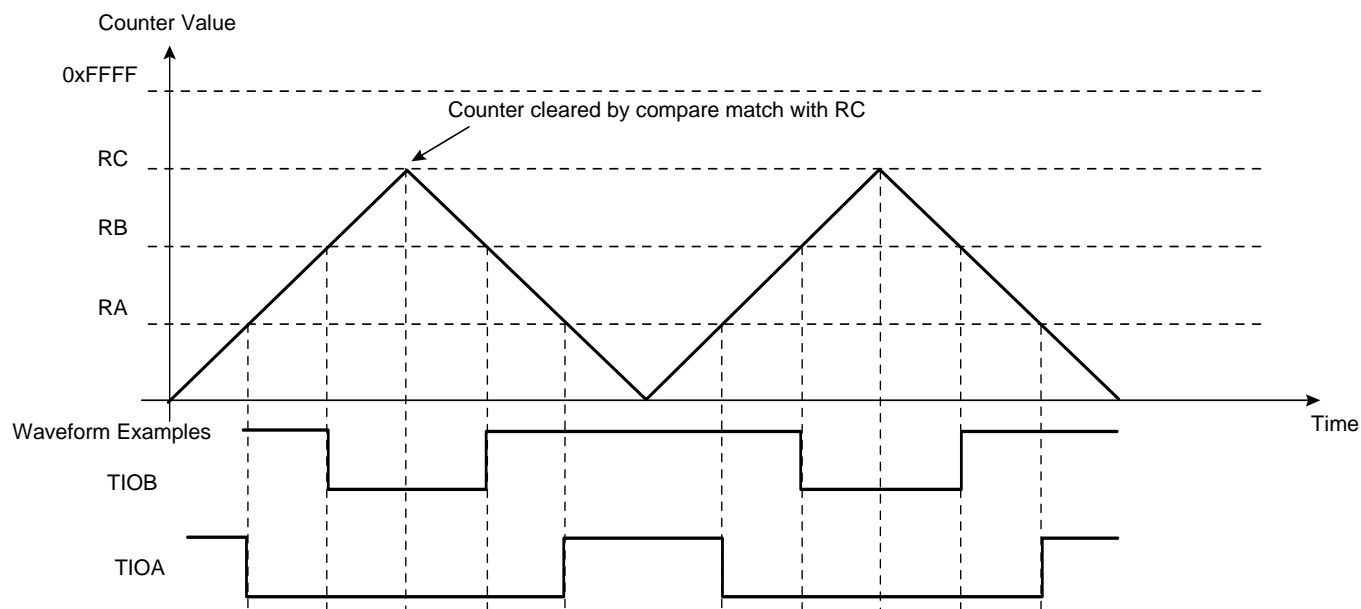 Counter Value
0xFFFF
Counter cleared by compare match with RC
RC
RB
RA
Time
Waveform Examples
TIOB
TIOA